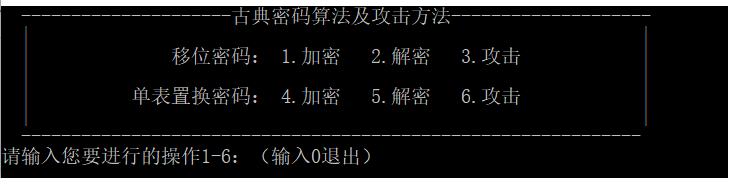 ---------------------古典密码算法及攻击方法--------------------
移位密码: 1.加密 2.解密 3.攻击
单表置换密码: 4.加密 5.解密 6.攻击
--------------------------------------------------------------
请输入您要进行的操作1-6:（输入0退出）